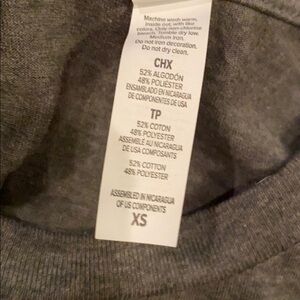 Machine wash warm,
inside out, with like
colors. Only non-chlorine
bleach. Tumble dry low.
Medium iron.
Do not iron decoration.
Do not dry clean.
CHX
52% ALGODÓN
48% POLIÉSTER
ENSAMBLADO EN NICARAGUA
DE COMPONENTES DE USA
TP
52% COTON
48% POLYESTER
ASSEMBLE AU NICARAGUA
DE USA COMPOSANTS
52% COTTON
48% POLYESTER
ASSEMBLED IN NICARAGUA
OF US COMPONENTS
XS